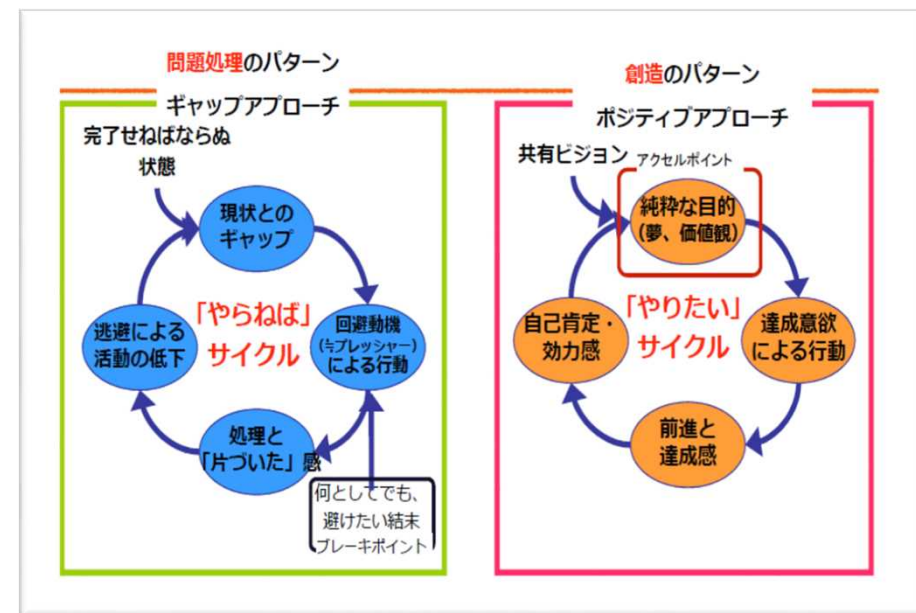 問題処理のパターン
ギャップアプローチ
完了せねばならぬ
状態
現状との
ギャップ
回避動機
(≒プレッシャー)
による行動
処理と
「片づいた」感
逃避による
活動の低下
「やらねば」
サイクル
何としてでも、
避けたい結末
ブレーキポイント
創造のパターン
ポジティブアプローチ
共有ビジョン
アクセルポイント
純粋な目的
(夢、価値観)
達成意欲
による行動
前進と
達成感
自己肯定・
効力感
「やりたい」
サイクル